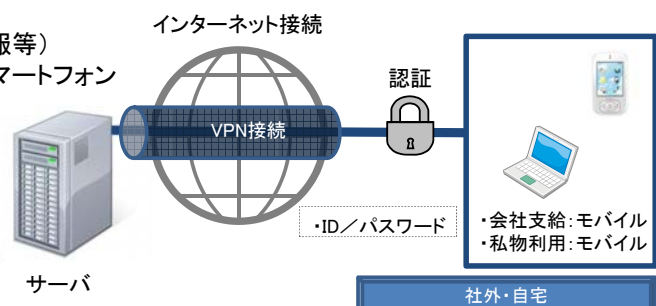 インターネット接続
報等)
マートフォン
認証
VPN接続
・ID/パスワード
・会社支給:モバイル
・私物利用:モバイル
サーバ
社外・自宅